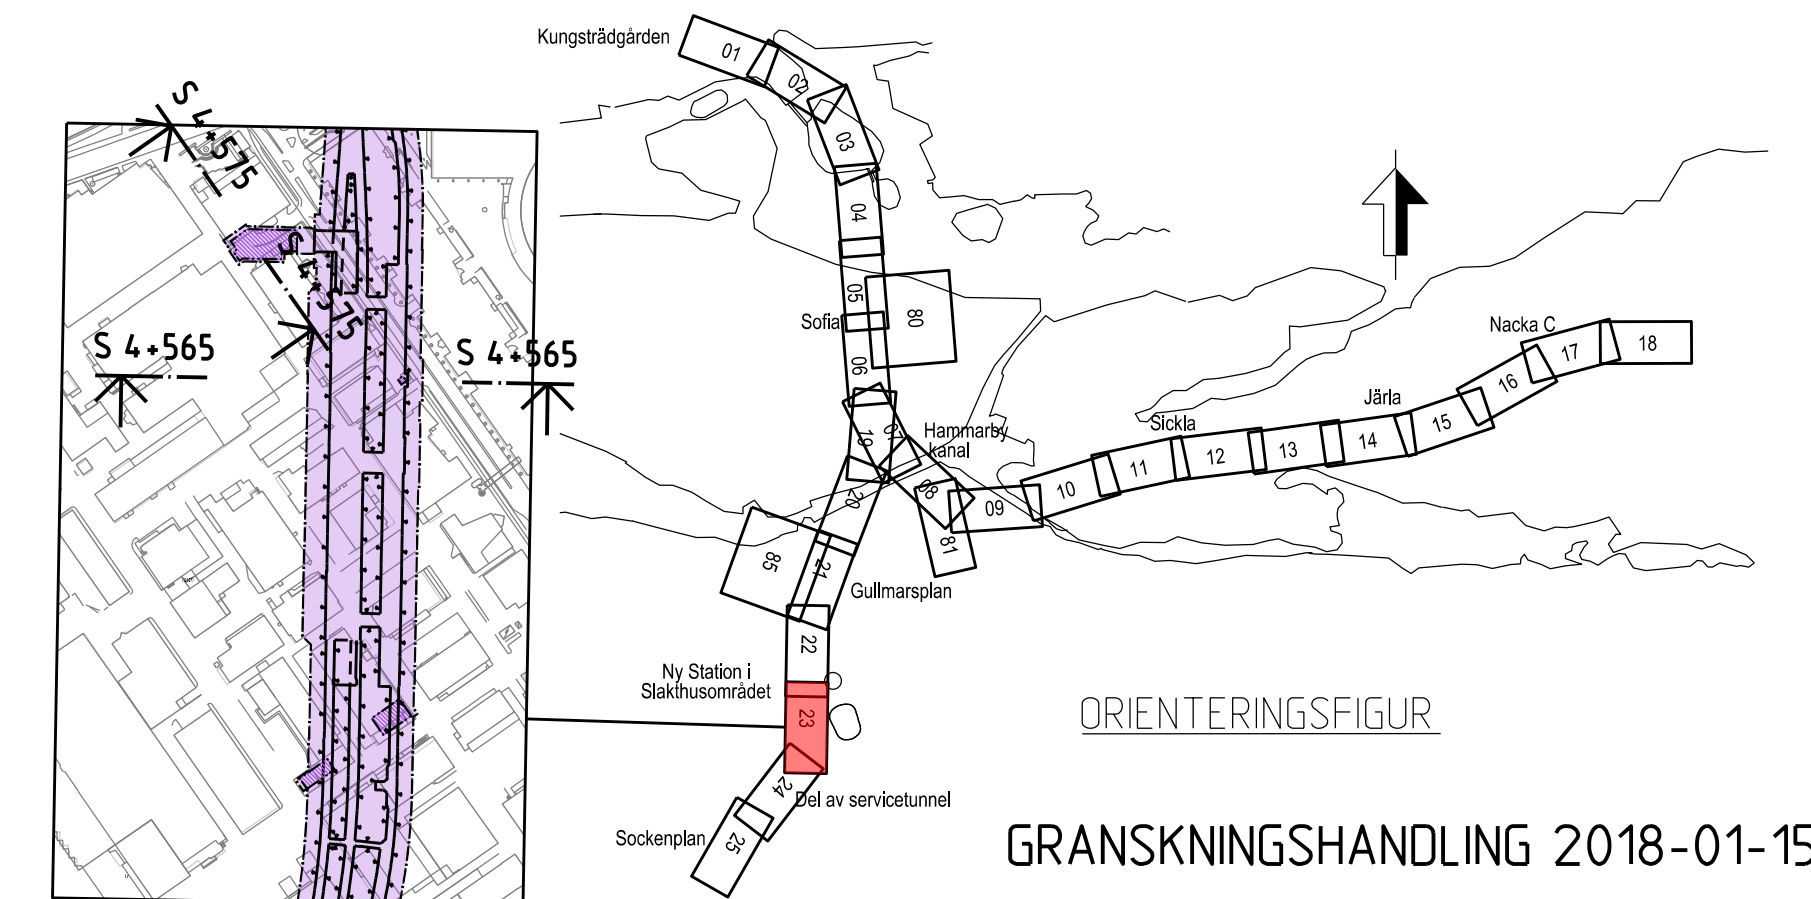 Kungsträdgården
01
02
03
04
05
80
Sofia
06
19
07
Hammarby
kanal
08
09
10
11
Sickla
12
13
14
Järla
15
16
Nacka C
17
18
20
81
85
21
Gullmarsplan
22
Ny Station i
Slakthusområdet
23
24
Del av servicetunnel
Sockenplan
25
S 4+575
S 4+575
S 4+565
S 4+565
ORIENTERINGSFIGUR
GRANSKNINGSHANDLING 2018-01-15